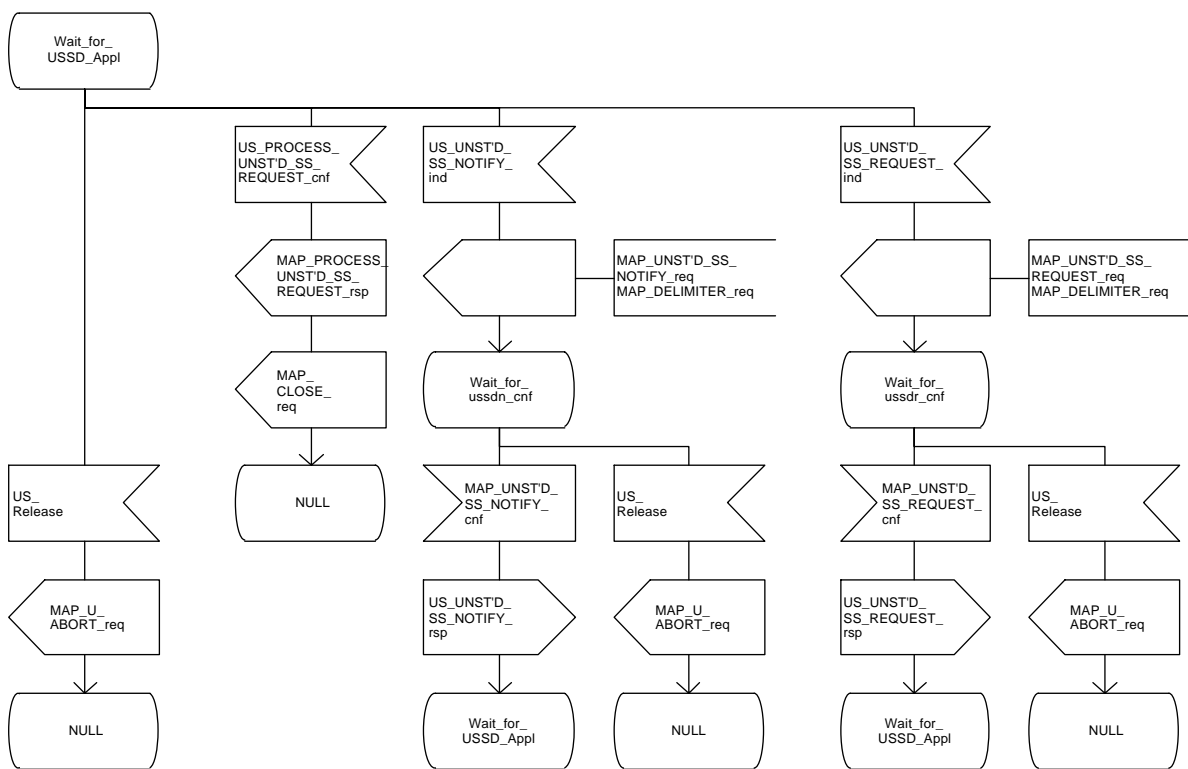 Wait_for_
USSD_Appl
US_PROCESS_
UNST'D_SS_
REQUEST_cnf
US_UNST'D_
SS_NOTIFY_
ind
US_UNST'D_
SS_REQUEST_
ind
MAP_PROCESS_
UNST'D_SS_
REQUEST_rsp
MAP_UNST'D_SS_
NOTIFY_req
MAP_DELIMITER_req
MAP_UNST'D_SS_
REQUEST_req
MAP_DELIMITER_req
MAP_
CLOSE_
req
Wait_for_
ussdn_cnf
Wait_for_
ussdr_cnf
US_
Release
NULL
MAP_UNST'D_
SS_NOTIFY_
cnf
US_
Release
MAP_UNST'D_
SS_REQUEST_
cnf
US_
Release
MAP_U_
ABORT_req
US_UNST'D_
SS_NOTIFY_
rsp
MAP_U_
ABORT_req
US_UNST'D_
SS_REQUEST_
rsp
MAP_U_
ABORT_req
NULL
Wait_for_
USSD_Appl
NULL
Wait_for_
USSD_Appl
NULL